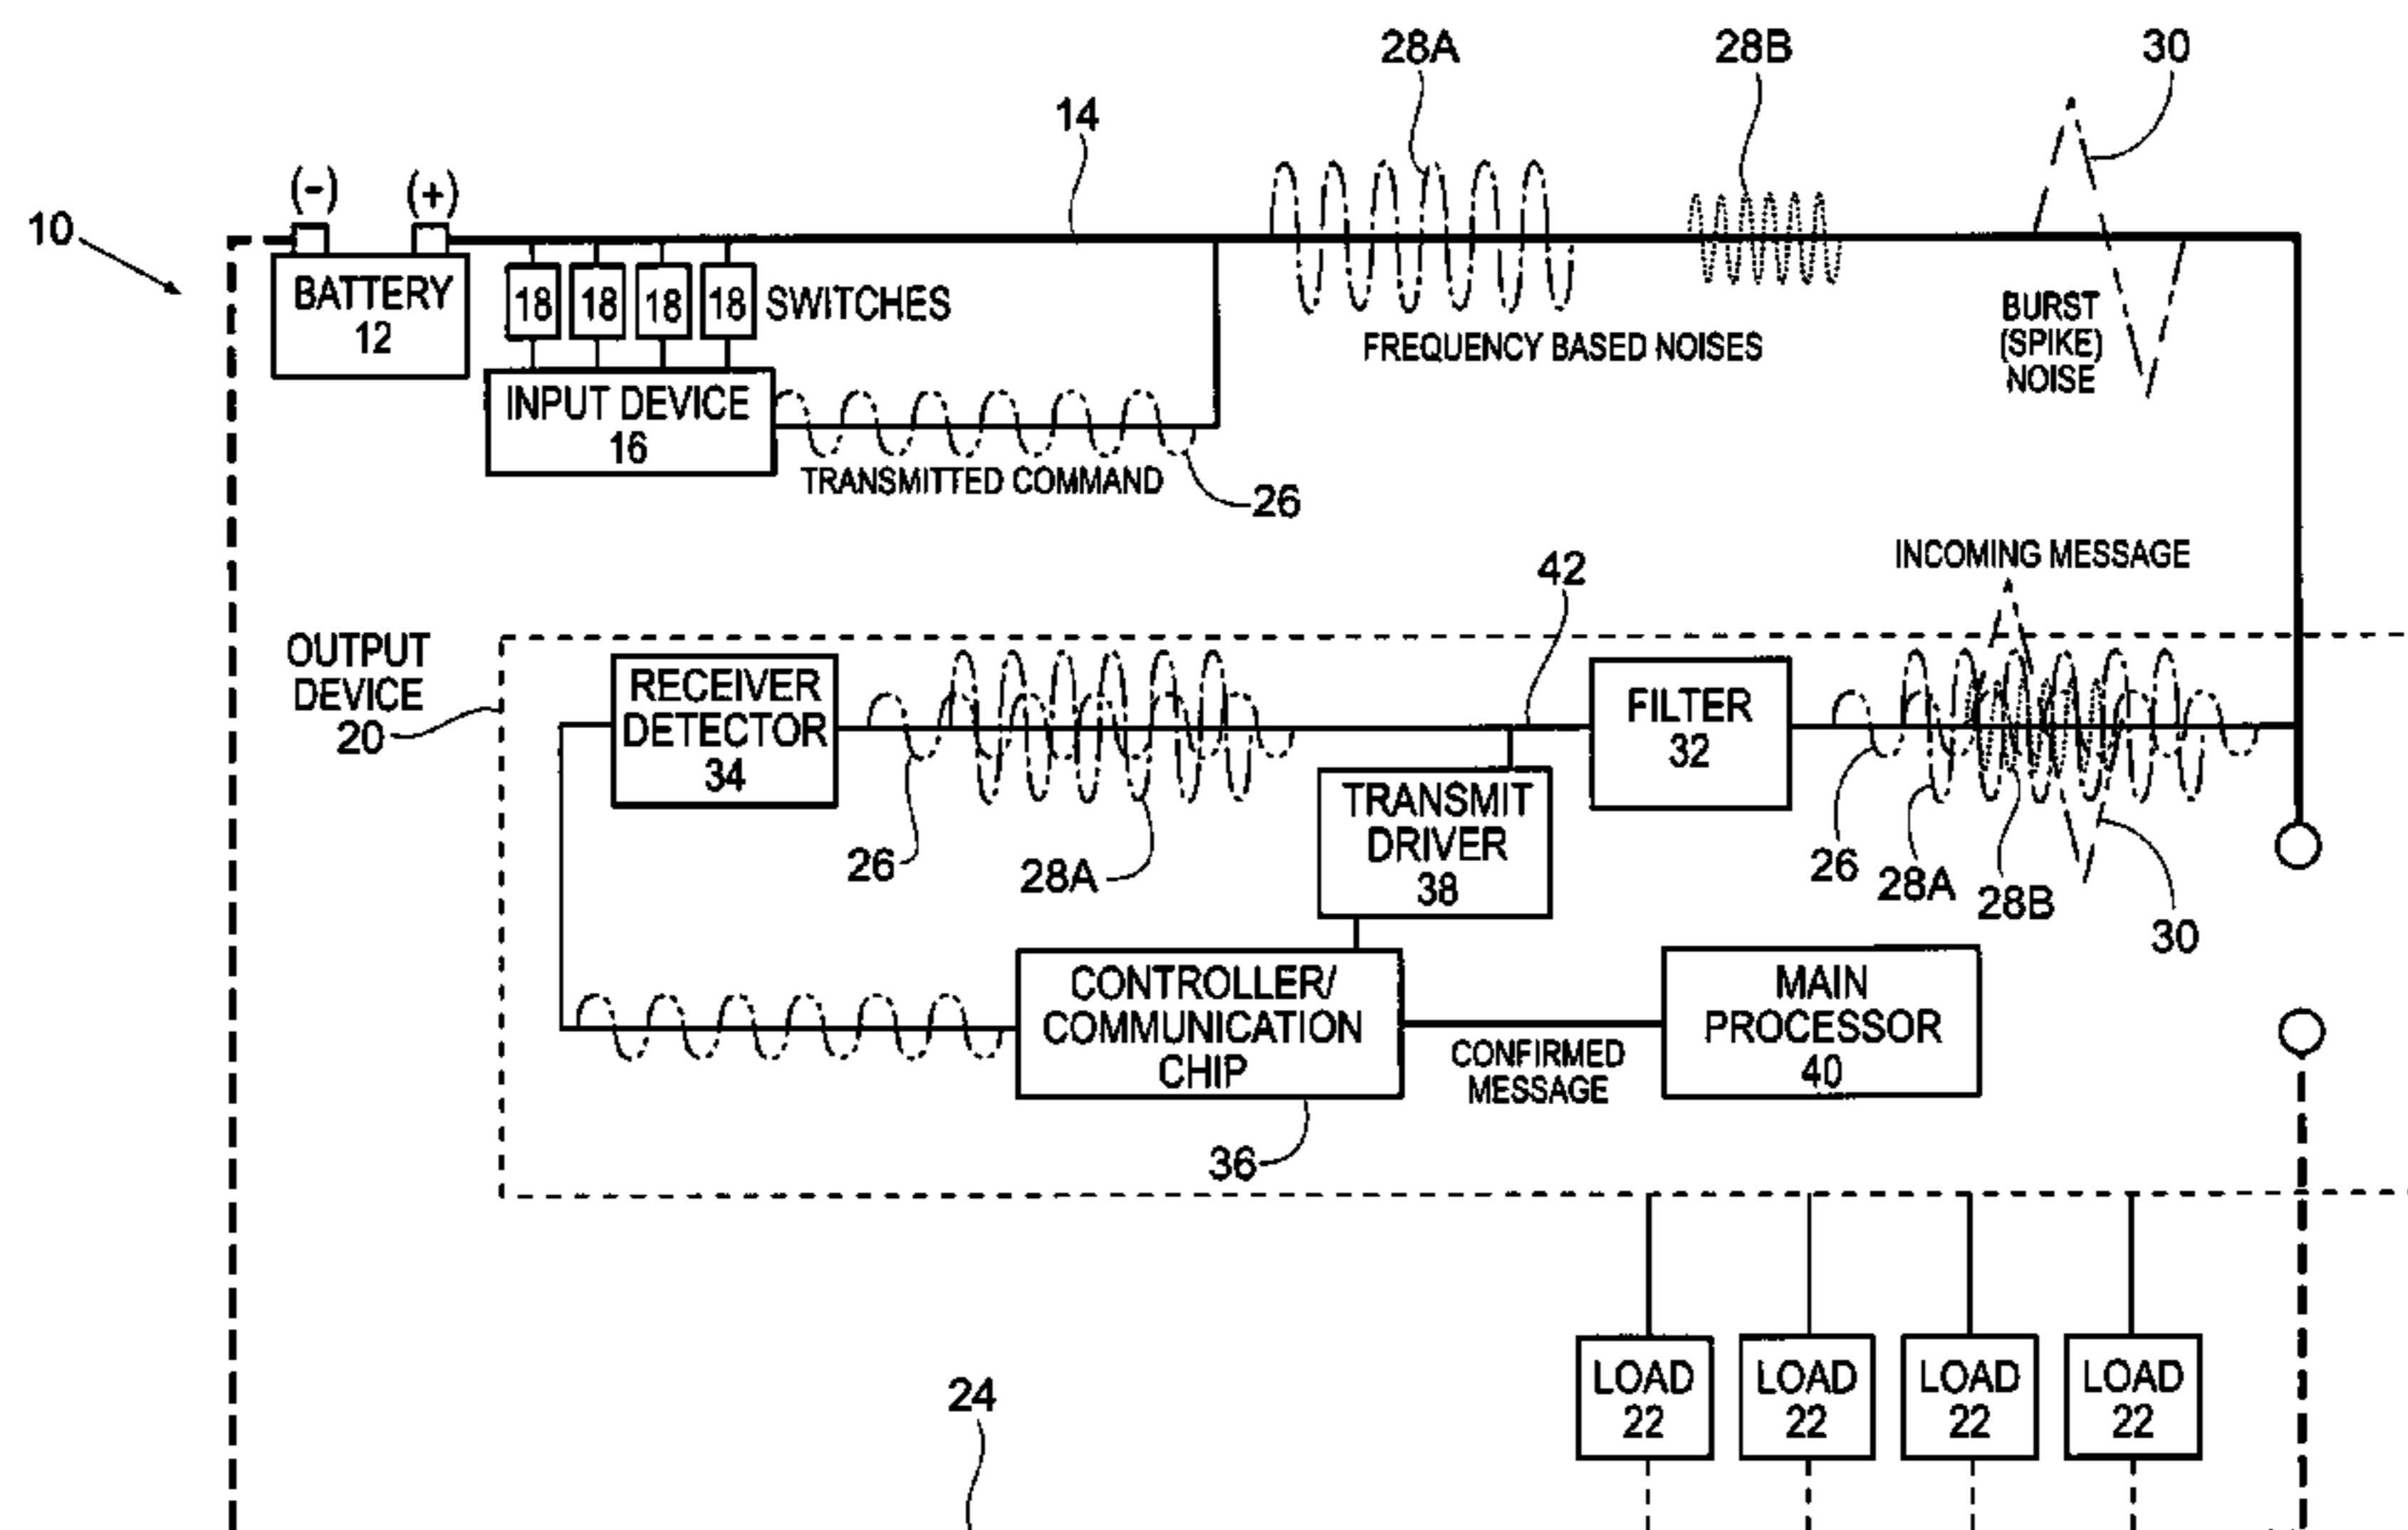 28A
28B
30
14
(-)
(+)
10
BATTERY
12
18
18
18
18
SWITCHES
FREQUENCY BASED NOISES
BURST
(SPIKE)
NOISE
INPUT DEVICE
16
TRANSMITTED COMMAND
26
INCOMING MESSAGE
42
OUTPUT
DEVICE
20
RECEIVER
DETECTOR
34
FILTER
32
TRANSMIT
DRIVER
38
26
28A
26
28A
28B
30
CONTROLLER/
COMMUNICATION
CHIP
CONFIRMED
MESSAGE
MAIN
PROCESSOR
40
36
24
LOAD
22
LOAD
22
LOAD
22
LOAD
22